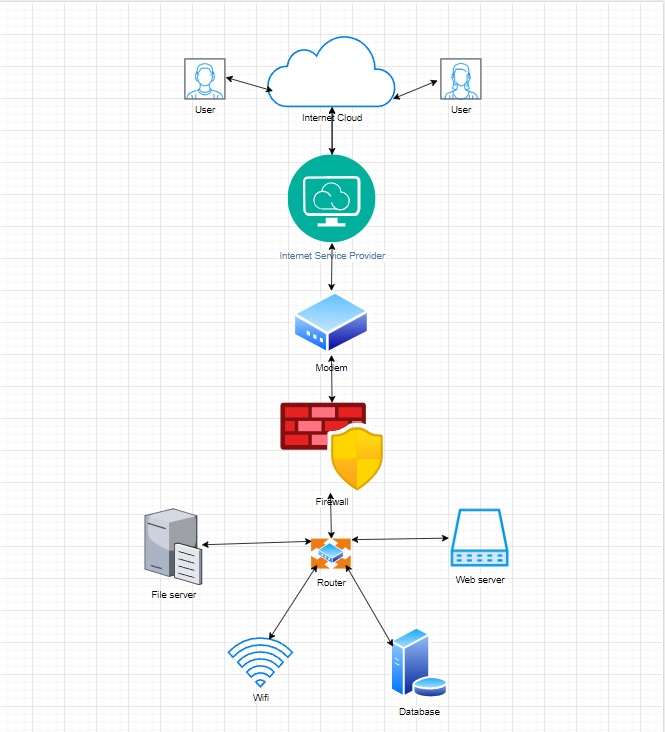 User
Internet Cloud
User
Internet Service Provider
Modem
Firewall
File server
Router
Web server
Wifi
Database